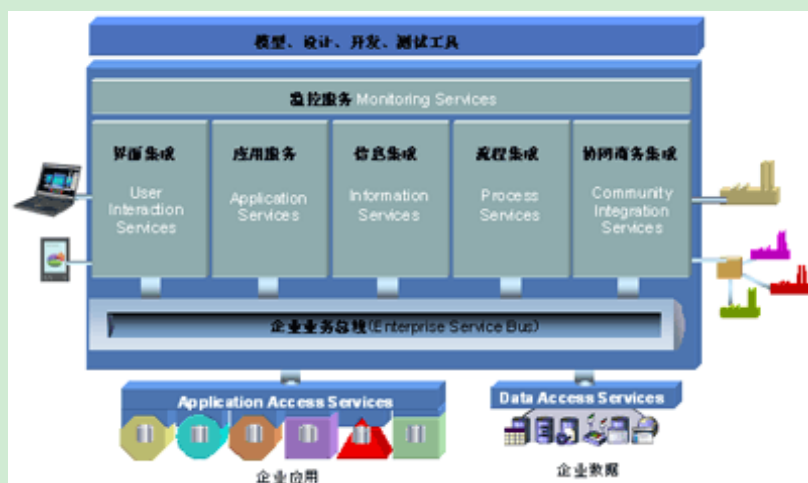 模型、设计、开发、测试工具
监控服务 Monitoring Services
界面集成
User
Interaction
Services
应用服务
Application
Services
信息集成
Information
Services
流程集成
Process
Services
协同商务集成
Community
Integration
Services
企业业务总线(Enterprise Service Bus)
Application Access Services
Data Access Services
企业应用
企业数据